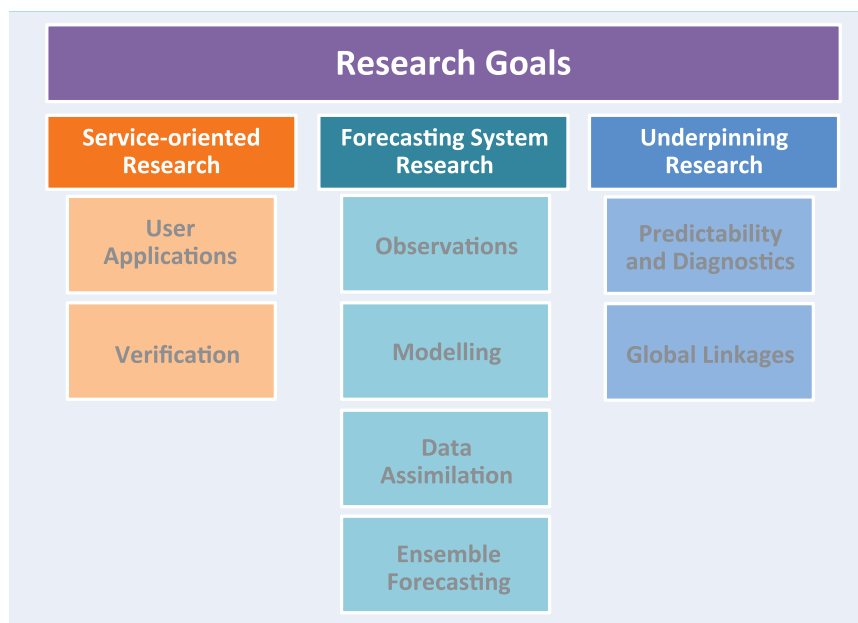 Research Goals
Service-oriented
Research
User
Applications
Verification
Forecasting System
Research
Observations
Modelling
Data
Assimilation
Ensemble
Forecasting
Underpinning
Research
Predictability
and Diagnostics
Global Linkages